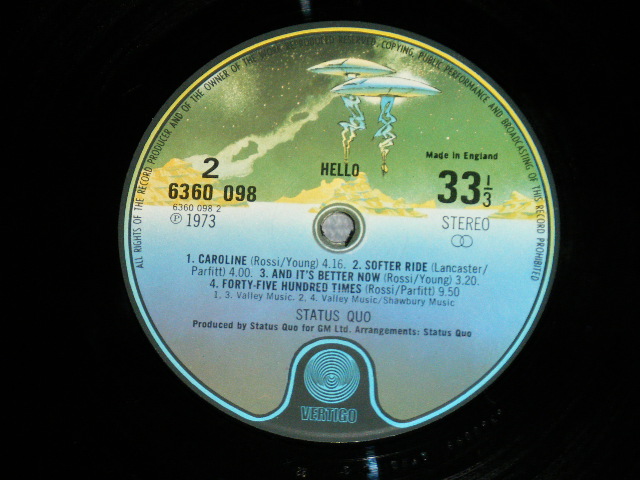 ALL RIGHTS OF THE RECORD PRODUCER AND OF THE OWNER OF THE REPRODUCED RESERVED, COPYING, PUBLIC PERFORMANCE AND BROADCASTING OF THIS RECORD PROHIBITED
2
6360 098
6360 098 2
Ⓟ 1973
HELLO
Made in England
33⅓
STEREO
1. CAROLINE (Rossi/Young) 4.16. 2. SOFTER RIDE (Lancaster/
Parfitt) 4.00. 3. AND IT'S BETTER NOW (Rossi/Young) 3.20.
4. FORTY-FIVE HUNDRED TIMES (Rossi/Parfitt) 9.50
1. 3. Valley Music. 2. 4. Valley Music/Shawbury Music
STATUS QUO
Produced by Status Quo for GM Ltd. Arrangements: Status Quo
VERTIGO